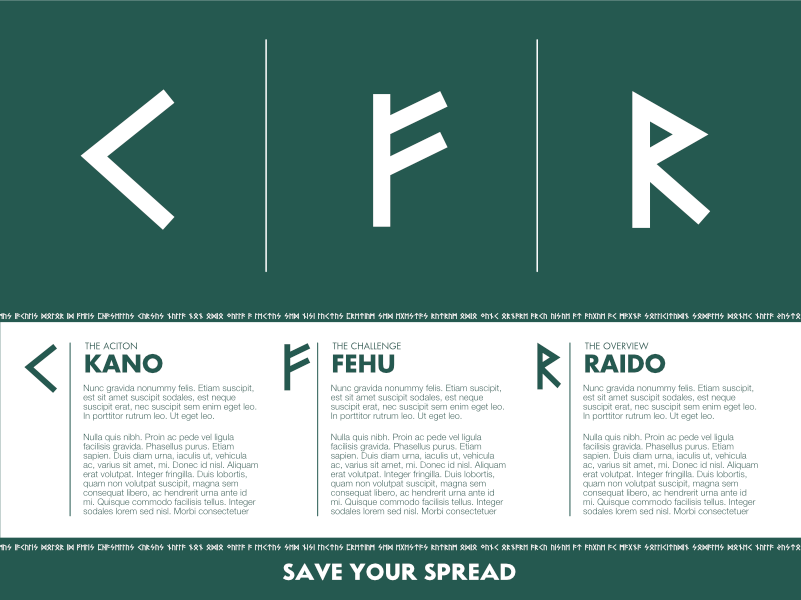 ᚲ ᚠ ᚱ
THE ACITON
KANO
Nunc gravida nonummy felis. Etiam suscipit,
est sit amet suscipit sodales, est neque
suscipit erat, nec suscipit sem enim eget leo.
In porttitor rutrum leo. Ut eget leo.
Nulla quis nibh. Proin ac pede vel ligula
facilisis gravida. Phasellus purus. Etiam
sapien. Duis diam urna, iaculis ut, vehicula
ac, varius sit amet, mi. Donec id nisl. Aliquam
erat volutpat. Integer fringilla. Duis lobortis,
quam non volutpat suscipit, magna sem
consequat libero, ac hendrerit urna ante id
mi. Quisque commodo facilisis tellus. Integer
sodales lorem sed nisl. Morbi consectetuer
THE CHALLENGE
FEHU
Nunc gravida nonummy felis. Etiam suscipit,
est sit amet suscipit sodales, est neque
suscipit erat, nec suscipit sem enim eget leo.
In porttitor rutrum leo. Ut eget leo.
Nulla quis nibh. Proin ac pede vel ligula
facilisis gravida. Phasellus purus. Etiam
sapien. Duis diam urna, iaculis ut, vehicula
ac, varius sit amet, mi. Donec id nisl. Aliquam
erat volutpat. Integer fringilla. Duis lobortis,
quam non volutpat suscipit, magna sem
consequat libero, ac hendrerit urna ante id
mi. Quisque commodo facilisis tellus. Integer
sodales lorem sed nisl. Morbi consectetuer
THE OVERVIEW
RAIDO
Nunc gravida nonummy felis. Etiam suscipit,
est sit amet suscipit sodales, est neque
suscipit erat, nec suscipit sem enim eget leo.
In porttitor rutrum leo. Ut eget leo.
Nulla quis nibh. Proin ac pede vel ligula
facilisis gravida. Phasellus purus. Etiam
sapien. Duis diam urna, iaculis ut, vehicula
ac, varius sit amet, mi. Donec id nisl. Aliquam
erat volutpat. Integer fringilla. Duis lobortis,
quam non volutpat suscipit, magna sem
consequat libero, ac hendrerit urna ante id
mi. Quisque commodo facilisis tellus. Integer
sodales lorem sed nisl. Morbi consectetuer
SAVE YOUR SPREAD